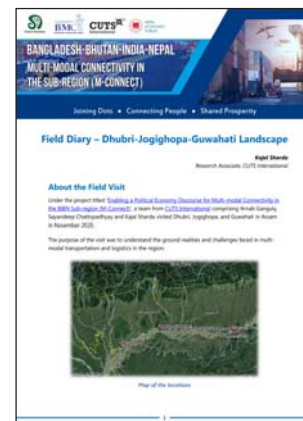 BMC
CUTS
BANGLADESH-BHUTAN-INDIA-NEPAL
MULTI-MODAL CONNECTIVITY IN
THE SUB-REGION (M-CONNECT)
Joining Dots • Connecting People • Shared Prosperity
Field Diary – Dhubri-Jogighopa-Guwahati Landscape
Kajal Sharda
Research Associate, CUTS International
About the Field Visit
Under the project titled 'Enabling a Political Economy Discourse for Multi-modal Connectivity in
the BBIN Sub-region (M-Connect)', a team from CUTS International comprising Arnab Ganguly,
Sayandeep Chattopadhyay and Kajal Sharda visited Dhubri, Jogighopa, and Guwahati in Assam
in November 2020.
The purpose of the visit was to understand the ground realities and challenges faced in multi-
modal transportation and logistics in the region.
Map of the locations
1